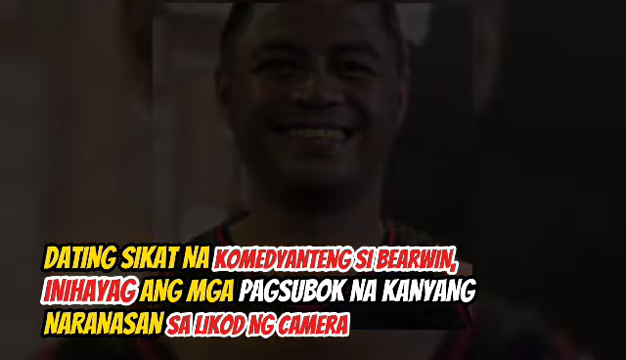 DATING SIKAT NA KOMEDYANTENG SI BEARWIN,
INIHAYAG ANG MGA PAGSUBOK NA KANYANG
NARANASAN SA LIKOD NG CAMERA